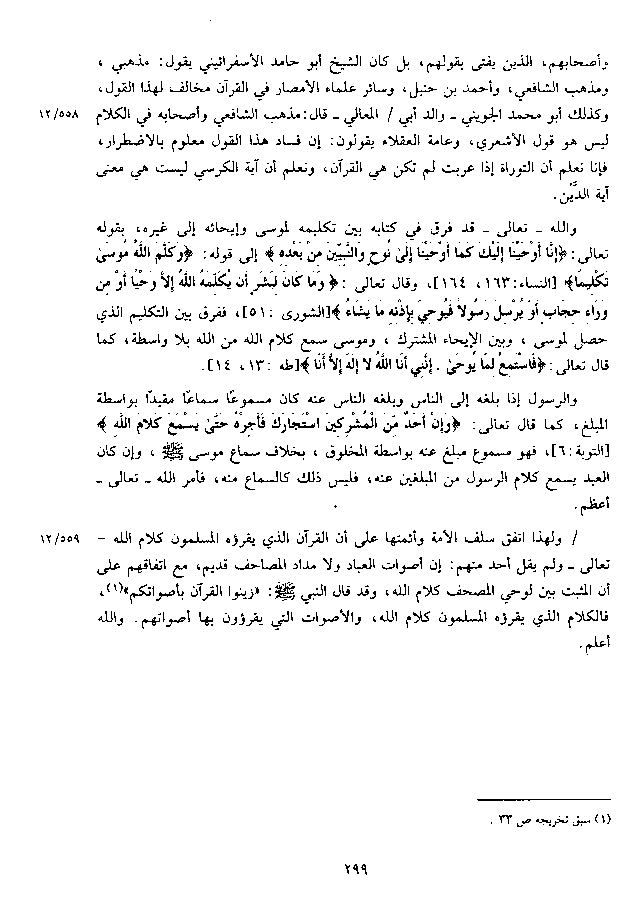 وأصحابهم، الذين يفتى بقولهم، بل كان الشيخ أبو حامد الأسفرائيني يقول: مذهبي ،
ومذهب الشافعي، وأحمد بن حنبل، وسائر علماء الأمصار في القرآن مخالف لهذا القول،
وكذلك أبو محمد الجويني ـ والد أبي / المعالي ـ قال: مذهب الشافعي وأصحابه في الكلام ١٢/٥٥٨
ليس هو قول الأشعري، وعامة العقلاء يقولون: إن فساد هذا القول معلوم بالاضطرار،
فإنا نعلم أن التوراة إذا عربت لم تكن هي القرآن، ونعلم أن آية الكرسي ليست هي معنى
آية الدَّيْن.
والله ـ تعالى ـ قد فرق في كتابه بين تكليمه لموسى وإيحائه إلى غيره، بقوله
تعالى: ﴿إِنَّا أَوْحَيْنَا إِلَيْكَ كَمَا أَوْحَيْنَا إِلَىٰ نُوحٍ وَالنَّبِيِّينَ مِنْ بَعْدِهِ ﴾ إلى قوله: ﴿وَكَلَّمَ اللَّهُ مُوسَىٰ
تَكْلِيمًا﴾ [النساء:١٦٣، ١٦٤]، وقال تعالى :﴿ وَمَا كَانَ لِبَشَرٍ أَن يُكَلِّمَهُ اللَّهُ إِلاَّ وَحْيًا أَوْ مِن
وَرَاءِ حِجَابٍ أَوْ يُرْسِلَ رَسُولاً فَيُوحِيَ بِإِذْنِهِ مَا يَشَاءُ ﴾[الشورى :٥١]، ففرق بين التكليم الذي
حصل لموسى ، وبين الإيحاء المشترك ، وموسى سمع كلام الله من الله بلا واسطة، كما
قال تعالى:﴿فَاسْتَمِعْ لِمَا يُوحَىٰ . إِنَّنِي أَنَا اللَّهُ لا إِلَهَ إِلاَّ أَنَا ﴾[طه :١٣، ١٤].
والرسول إذا بلغه إلى الناس وبلغه الناس عنه كان مسموعًا سماعًا مقيدًا بواسطة
المبلغ، كما قال تعالى: ﴿وَإِنْ أَحَدٌ مِّنَ الْمُشْرِكِينَ اسْتَجَارَكَ فَأَجِرْهُ حَتَّىٰ يَسْمَعَ كَلامَ اللَّهِ ﴾
[التوبة:٦]، فهو مسموع مبلغ عنه بواسطة المخلوق ، بخلاف سماع موسى ﷺ ، وإن كان
العبد يسمع كلام الرسول من المبلغين عنه، فليس ذلك كالسماع منه، فأمر الله ـ تعالى ـ
أعظم.
/ ولهذا اتفق سلف الأمة وأئمتها على أن القرآن الذي يقرؤه المسلمون كلام الله – ١٢/٥٥٩
تعالى ـ ولم يقل أحد منهم: إن أصوات العباد ولا مداد المصاحف قديم، مع اتفاقهم على
أن المثبت بين لوحي المصحف كلام الله، وقد قال النبي ﷺ: «زينوا القرآن بأصواتكم»(١)،
فالكلام الذي يقرؤه المسلمون كلام الله، والأصوات التي يقرؤون بها أصواتهم. والله
أعلم.
(١) سبق تخريجه ص ٣٣ .
٢٩٩